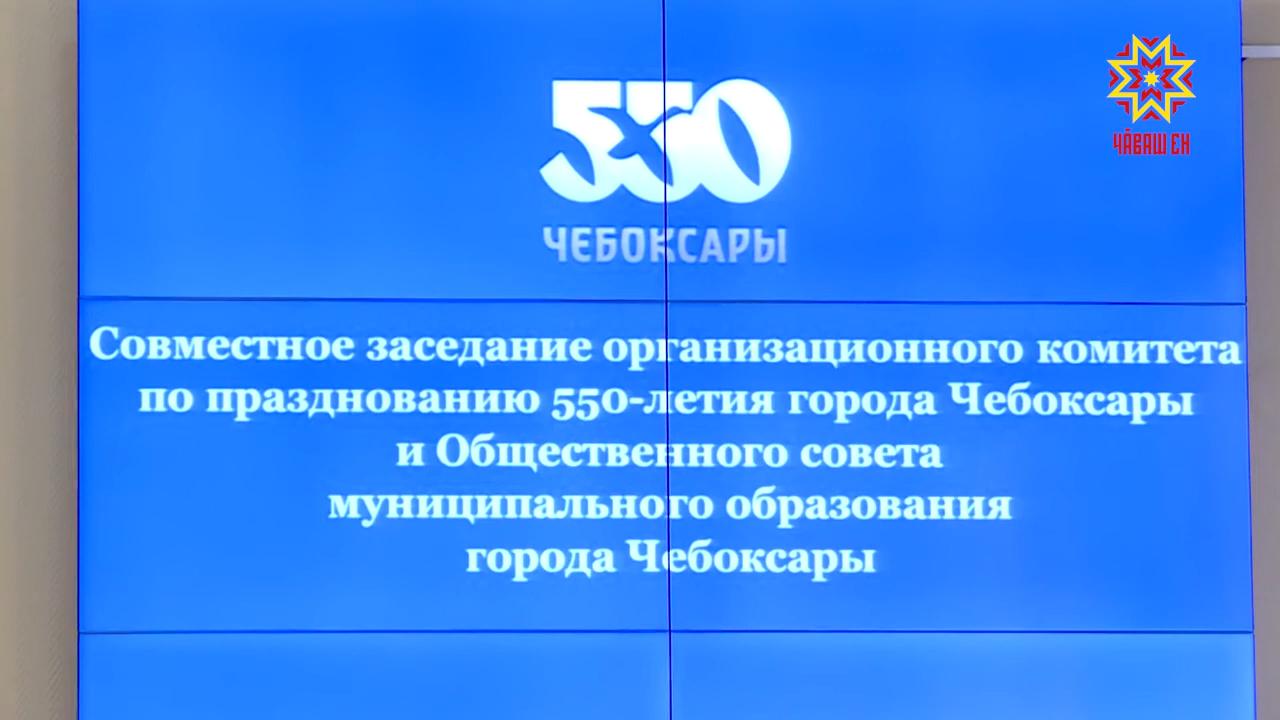 550
ЧЕБОКСАРЫ
ЧӐВАШ ЕН
Совместное заседание организационного комитета
по празднованию 550-летия города Чебоксары
и Общественного совета
муниципального образования
города Чебоксары